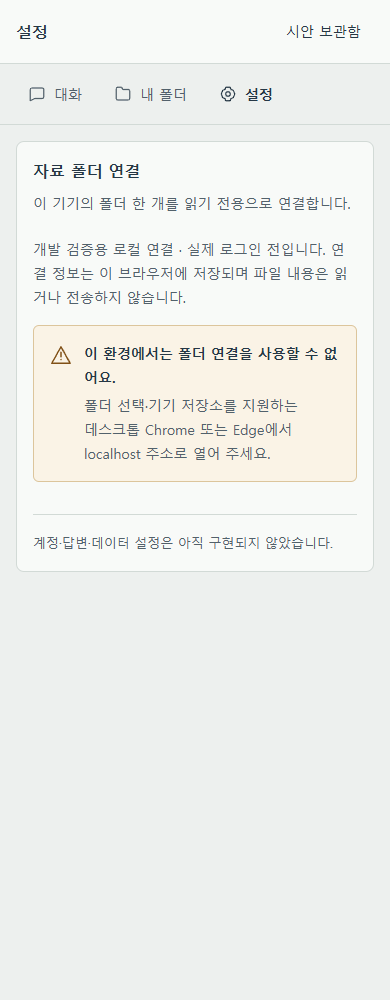 설정
시안 보관함
대화
내 폴더
설정
자료 폴더 연결
이 기기의 폴더 한 개를 읽기 전용으로 연결합니다.
개발 검증용 로컬 연결 · 실제 로그인 전입니다. 연
결 정보는 이 브라우저에 저장되며 파일 내용은 읽
거나 전송하지 않습니다.
이 환경에서는 폴더 연결을 사용할 수 없
어요.
폴더 선택·기기 저장소를 지원하는
데스크톱 Chrome 또는 Edge에서
localhost 주소로 열어 주세요.
계정·답변·데이터 설정은 아직 구현되지 않았습니다.